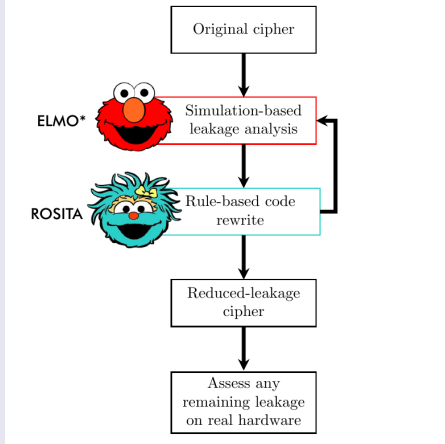 Original cipher
ELMO*
Simulation-based
leakage analysis
ROSITA
Rule-based code
rewrite
Reduced-leakage
cipher
Assess any
remaining leakage
on real hardware